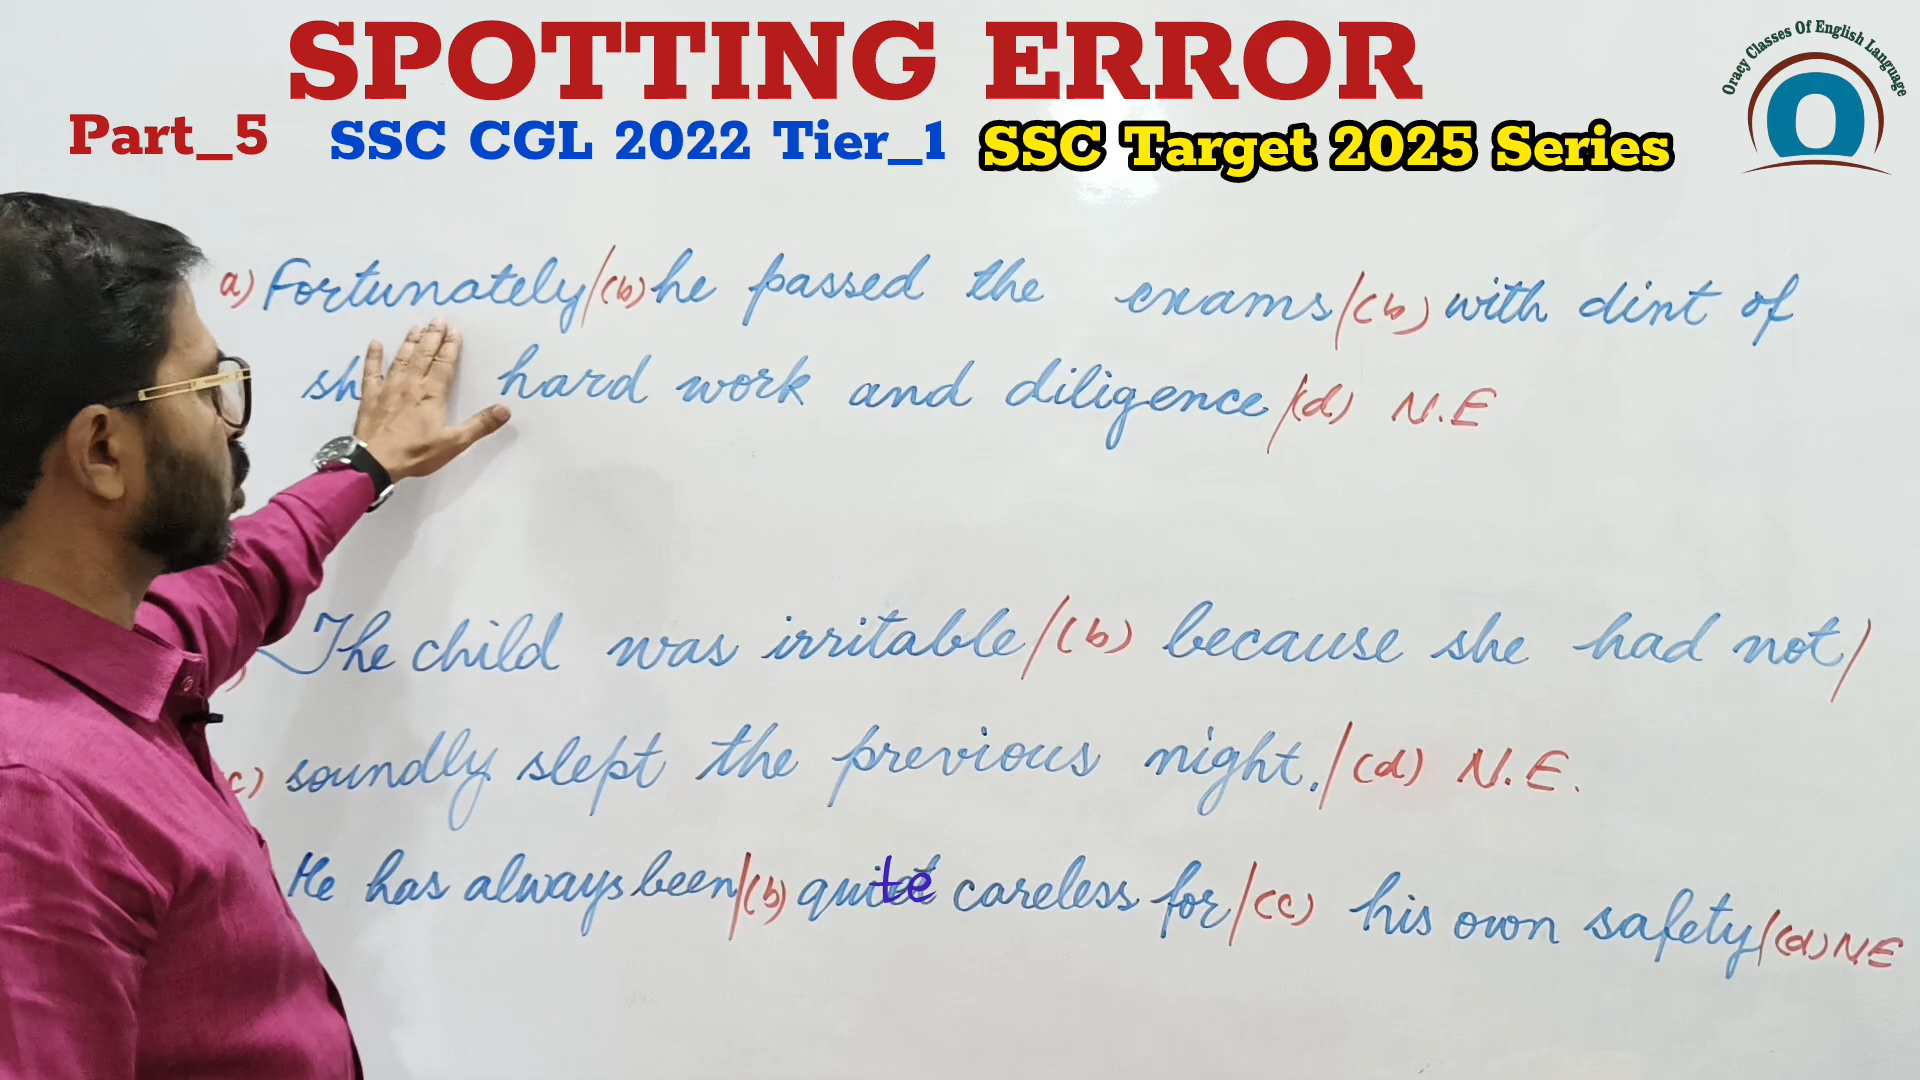 SPOTTING ERROR
Oracy Classes Of English Language
O
Part_5 SSC CGL 2022 Tier_1 SSC Target 2025 Series
a) Fortunately/(b) he passed the exams/(b) with dint of
hard work and diligence/(d) N.E
The child was irritable/(b) because she had not/
(c) soundly slept the previous night./(d) N.E.
He has always been/(b) quite careless for/(c) his own safety/(d) N.E